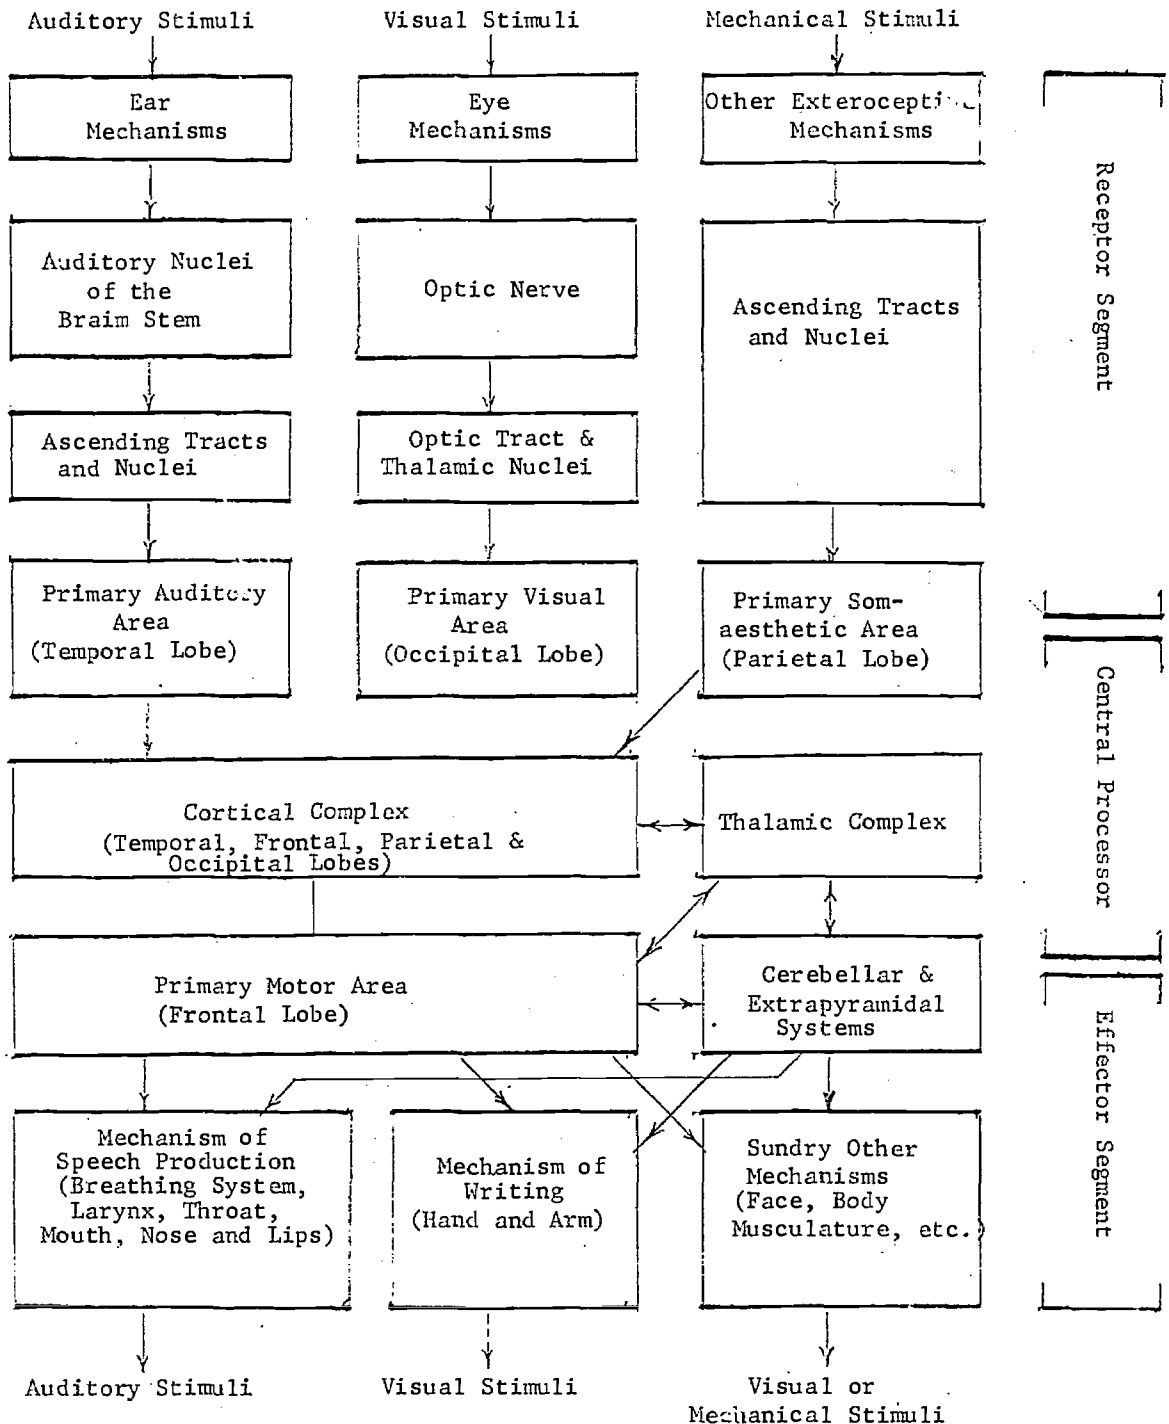 Auditory Stimuli
Visual Stimuli
Mechanical Stimuli
Ear
Mechanisms
Eye
Mechanisms
Other Exteroceptive
Mechanisms
Auditory Nuclei
of the
Braim Stem
Optic Nerve
Ascending Tracts
and Nuclei
Ascending Tracts
and Nuclei
Optic Tract &
Thalamic Nuclei
Primary Auditory
Area
(Temporal Lobe)
Primary Visual
Area
(Occipital Lobe)
Primary Som-
aesthetic Area
(Parietal Lobe)
Receptor Segment
Cortical Complex
(Temporal, Frontal, Parietal &
Occipital Lobes)
Thalamic Complex
Central Processor
Primary Motor Area
(Frontal Lobe)
Cerebellar &
Extrapyramidal
Systems
Mechanism of
Speech Production
(Breathing System,
Larynx, Throat,
Mouth, Nose and Lips)
Mechanism of
Writing
(Hand and Arm)
Sundry Other
Mechanisms
(Face, Body
Musculature, etc.)
Effector Segment
Auditory Stimuli
Visual Stimuli
Visual or
Mechanical Stimuli